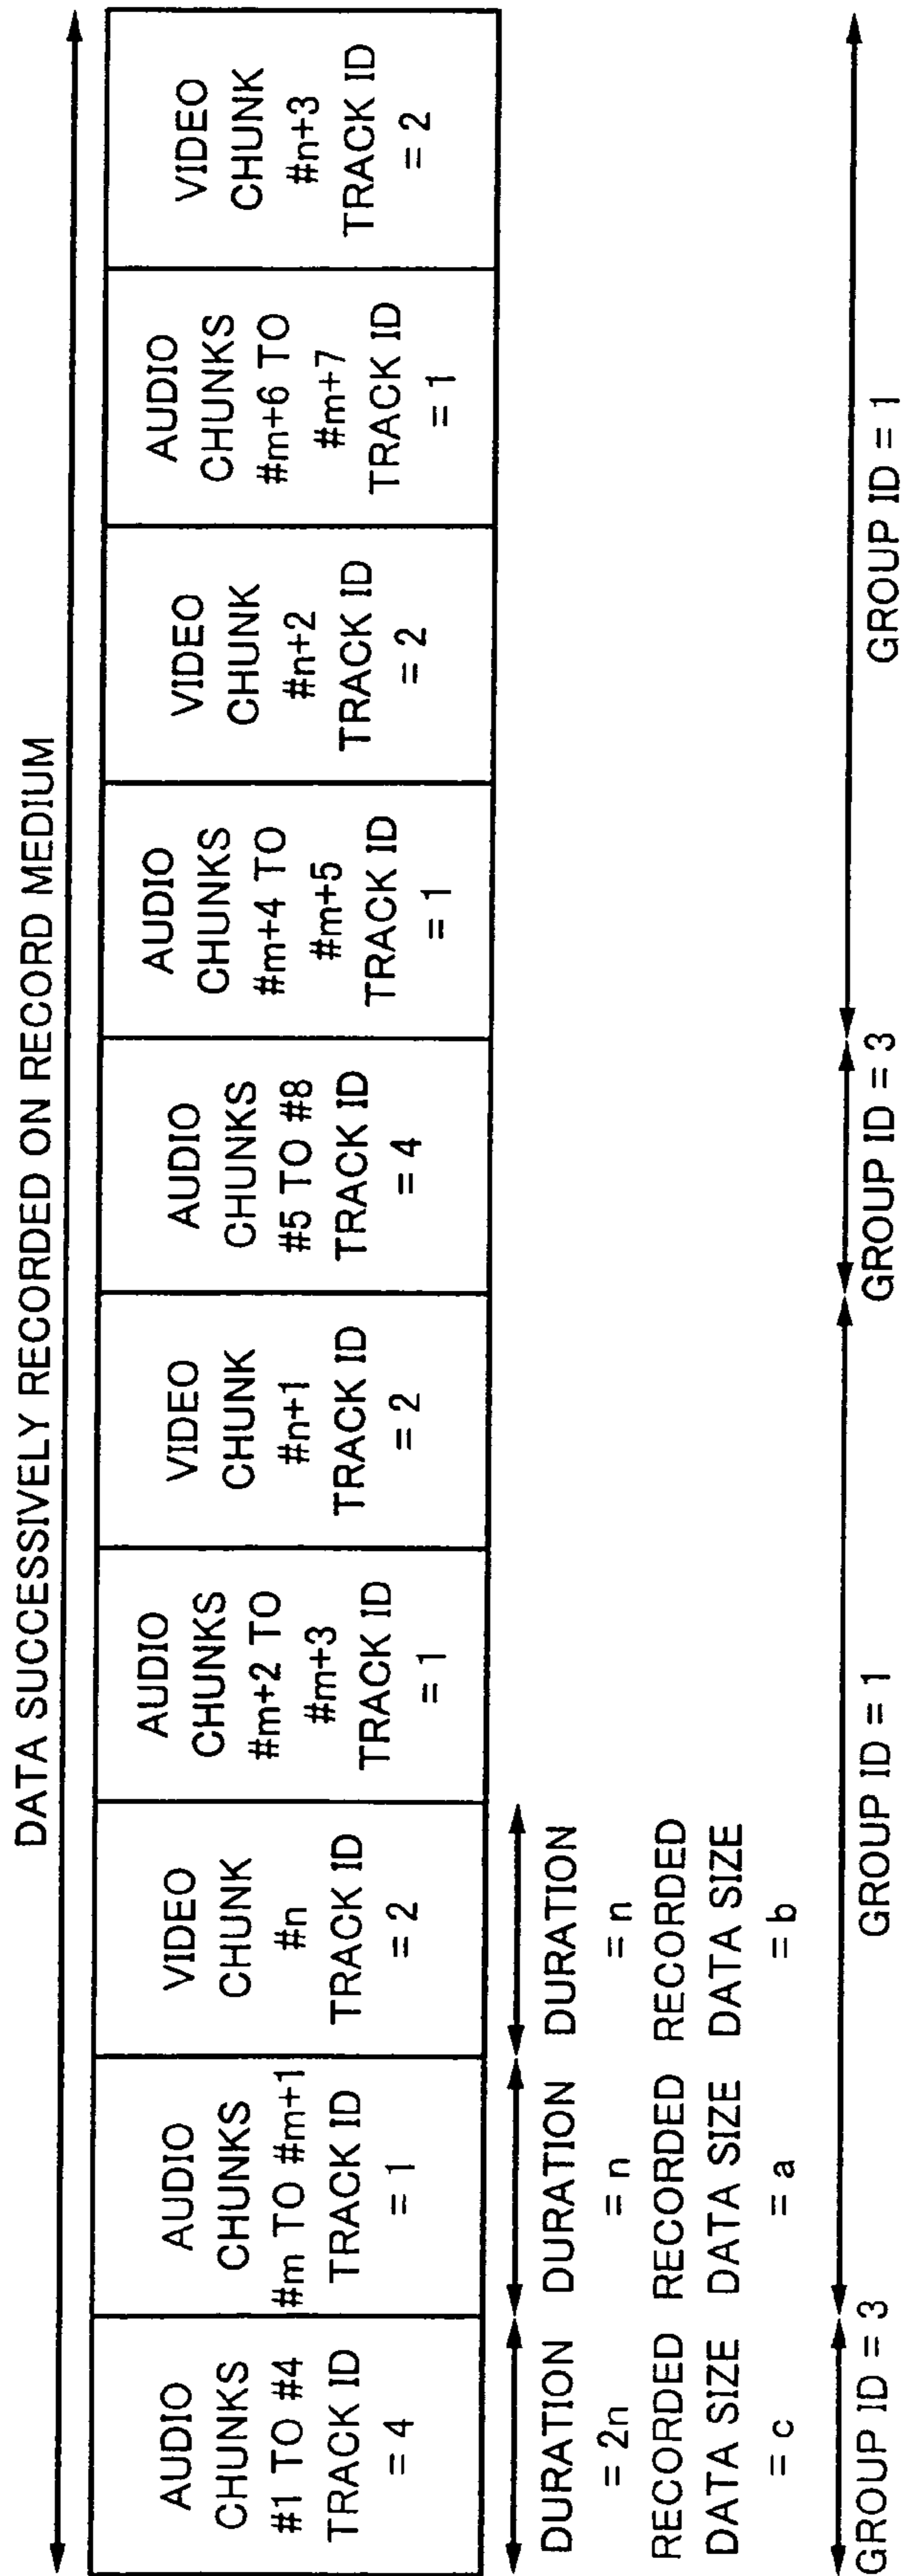 DATA SUCCESSIVELY RECORDED ON RECORD MEDIUM
AUDIO
CHUNKS
#1 TO #4
TRACK ID
= 4
AUDIO
CHUNKS
#m TO #m+1
TRACK ID
= 1
VIDEO
CHUNK
#n
TRACK ID
= 2
AUDIO
CHUNKS
#m+2 TO
#m+3
TRACK ID
= 1
VIDEO
CHUNK
#n+1
TRACK ID
= 2
AUDIO
CHUNKS
#5 TO #8
TRACK ID
= 4
AUDIO
CHUNKS
#m+4 TO
#m+5
TRACK ID
= 1
VIDEO
CHUNK
#n+2
TRACK ID
= 2
AUDIO
CHUNKS
#m+6 TO
#m+7
TRACK ID
= 1
VIDEO
CHUNK
#n+3
TRACK ID
= 2
DURATION
= 2n
RECORDED
DATA SIZE
= c
DURATION
= n
RECORDED
DATA SIZE
= a
DURATION
= n
RECORDED
DATA SIZE
= b
GROUP ID = 3
GROUP ID = 1
GROUP ID = 3
GROUP ID = 1